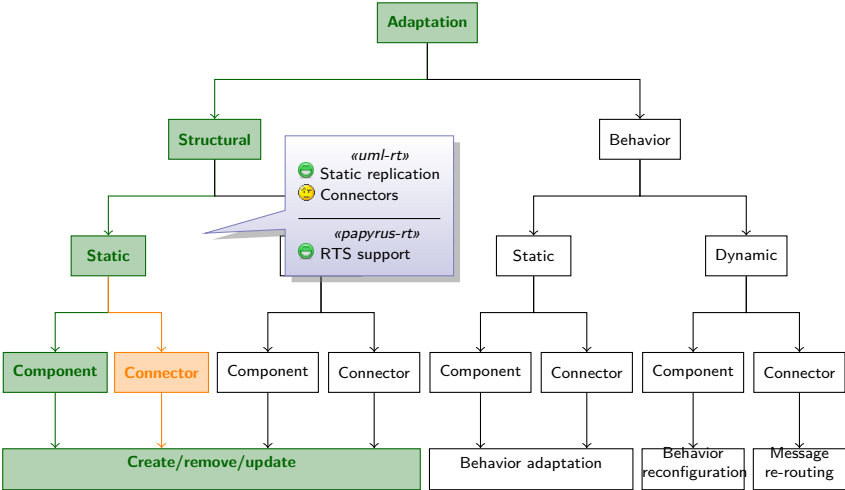 Adaptation
Structural
Behavior
«uml-rt»
Static replication
Connectors
«papyrus-rt»
RTS support
Static
Static
Dynamic
Component
Connector
Component
Connector
Component
Connector
Component
Connector
Create/remove/update
Behavior adaptation
Behavior
reconfiguration
Message
re-routing